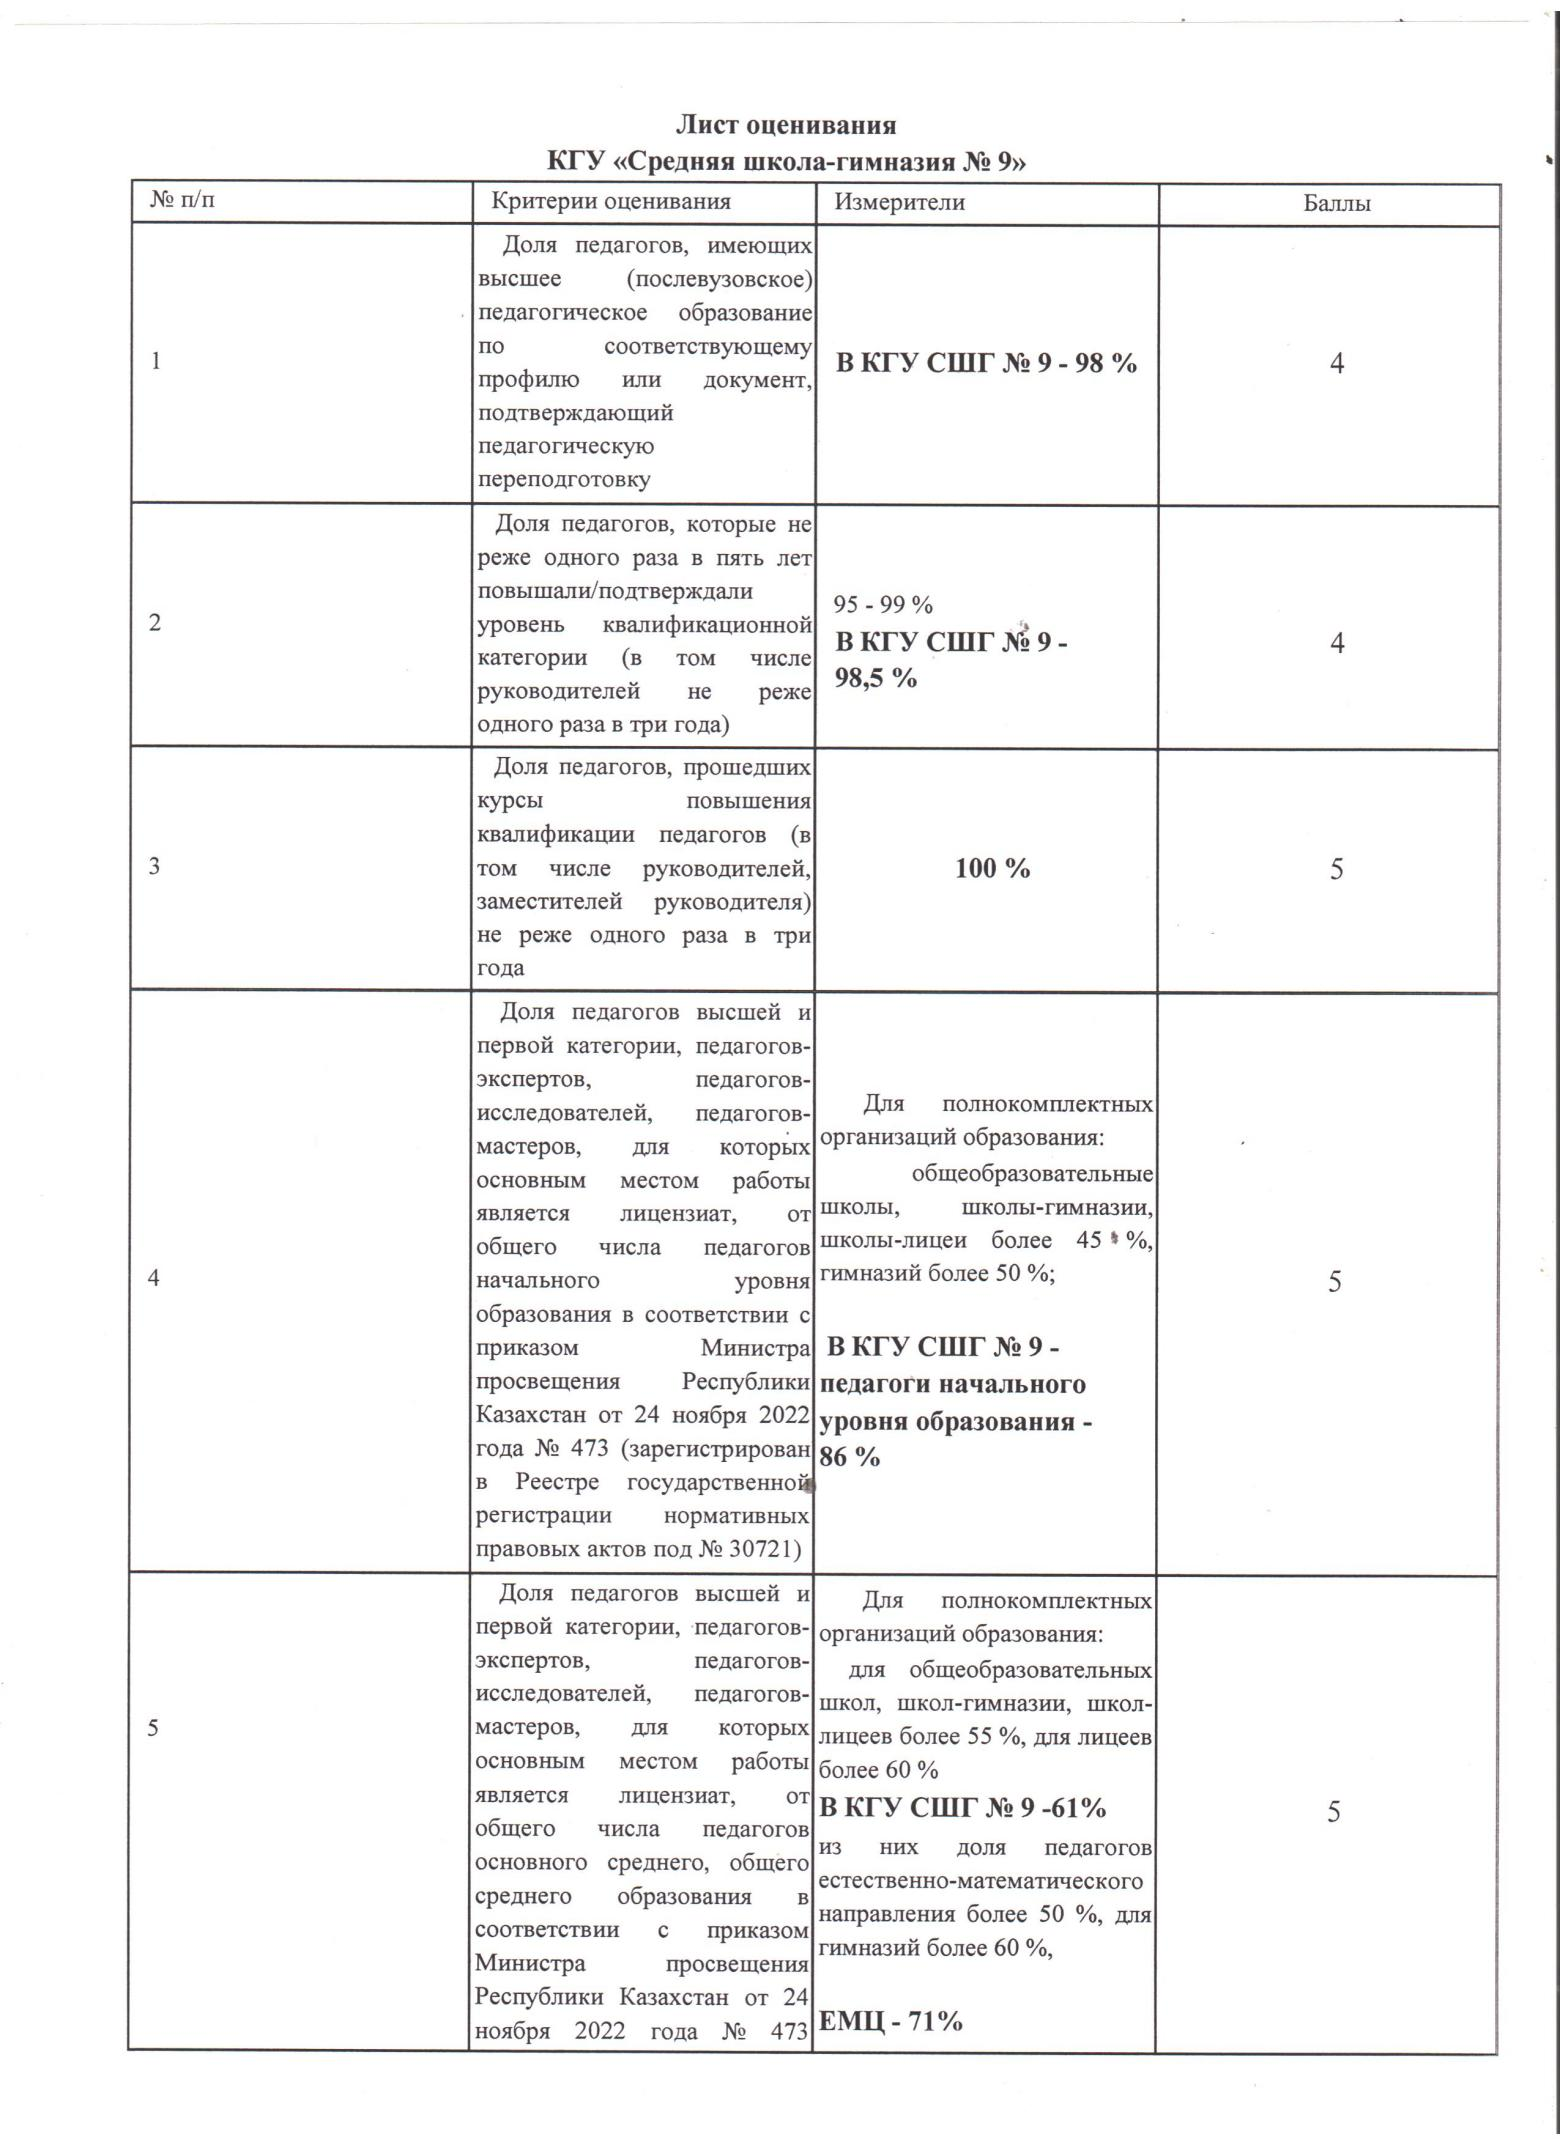 Лист оценивания
КГУ «Средняя школа-гимназия № 9»
№ п/п
Критерии оценивания
Измерители
Баллы
1
Доля педагогов, имеющих
высшее (послевузовское)
педагогическое образование
по соответствующему
профилю или документ,
подтверждающий
педагогическую
переподготовку
В КГУ СШГ № 9 - 98 %
4
2
Доля педагогов, которые не
реже одного раза в пять лет
повышали/подтверждали
уровень квалификационной
категории (в том числе
руководителей не реже
одного раза в три года)
95 - 99 %
В КГУ СШГ № 9 -
98,5 %
4
3
Доля педагогов, прошедших
курсы повышения
квалификации педагогов (в
том числе руководителей,
заместителей руководителя)
не реже одного раза в три
года
100 %
5
4
Доля педагогов высшей и
первой категории, педагогов-
экспертов, педагогов-
исследователей, педагогов-
мастеров, для которых
основным местом работы
является лицензиат, от
общего числа педагогов
начального уровня
образования в соответствии с
приказом Министра
просвещения Республики
Казахстан от 24 ноября 2022
года № 473 (зарегистрирован
в Реестре государственной
регистрации нормативных
правовых актов под № 30721)
Для полнокомплектных
организаций образования:
общеобразовательные
школы, школы-гимназии,
школы-лицеи более 45 %,
гимназий более 50 %;
В КГУ СШГ № 9 -
педагоги начального
уровня образования -
86 %
5
5
Доля педагогов высшей и
первой категории, педагогов-
экспертов, педагогов-
исследователей, педагогов-
мастеров, для которых
основным местом работы
является лицензиат, от
общего числа педагогов
основного среднего, общего
среднего образования в
соответствии с приказом
Министра просвещения
Республики Казахстан от 24
ноября 2022 года № 473
Для полнокомплектных
организаций образования:
для общеобразовательных
школ, школ-гимназии, школ-
лицеев более 55 %, для лицеев
более 60 %
В КГУ СШГ № 9 -61%
из них доля педагогов
естественно-математического
направления более 50 %, для
гимназий более 60 %,
ЕМЦ - 71%
5